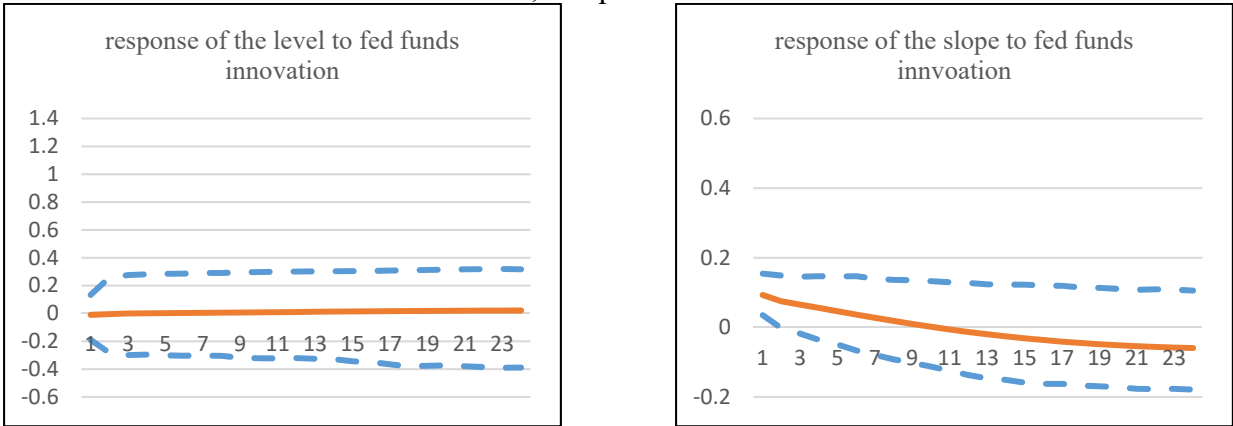 response of the level to fed funds
innovation
1.4
1.2
1
0.8
0.6
0.4
0.2
0
-0.2
-0.4
-0.6
1 3 5 7 9 11 13 15 17 19 21 23
response of the slope to fed funds
innvoation
0.6
0.4
0.2
0
-0.2
1 3 5 7 9 11 13 15 17 19 21 23